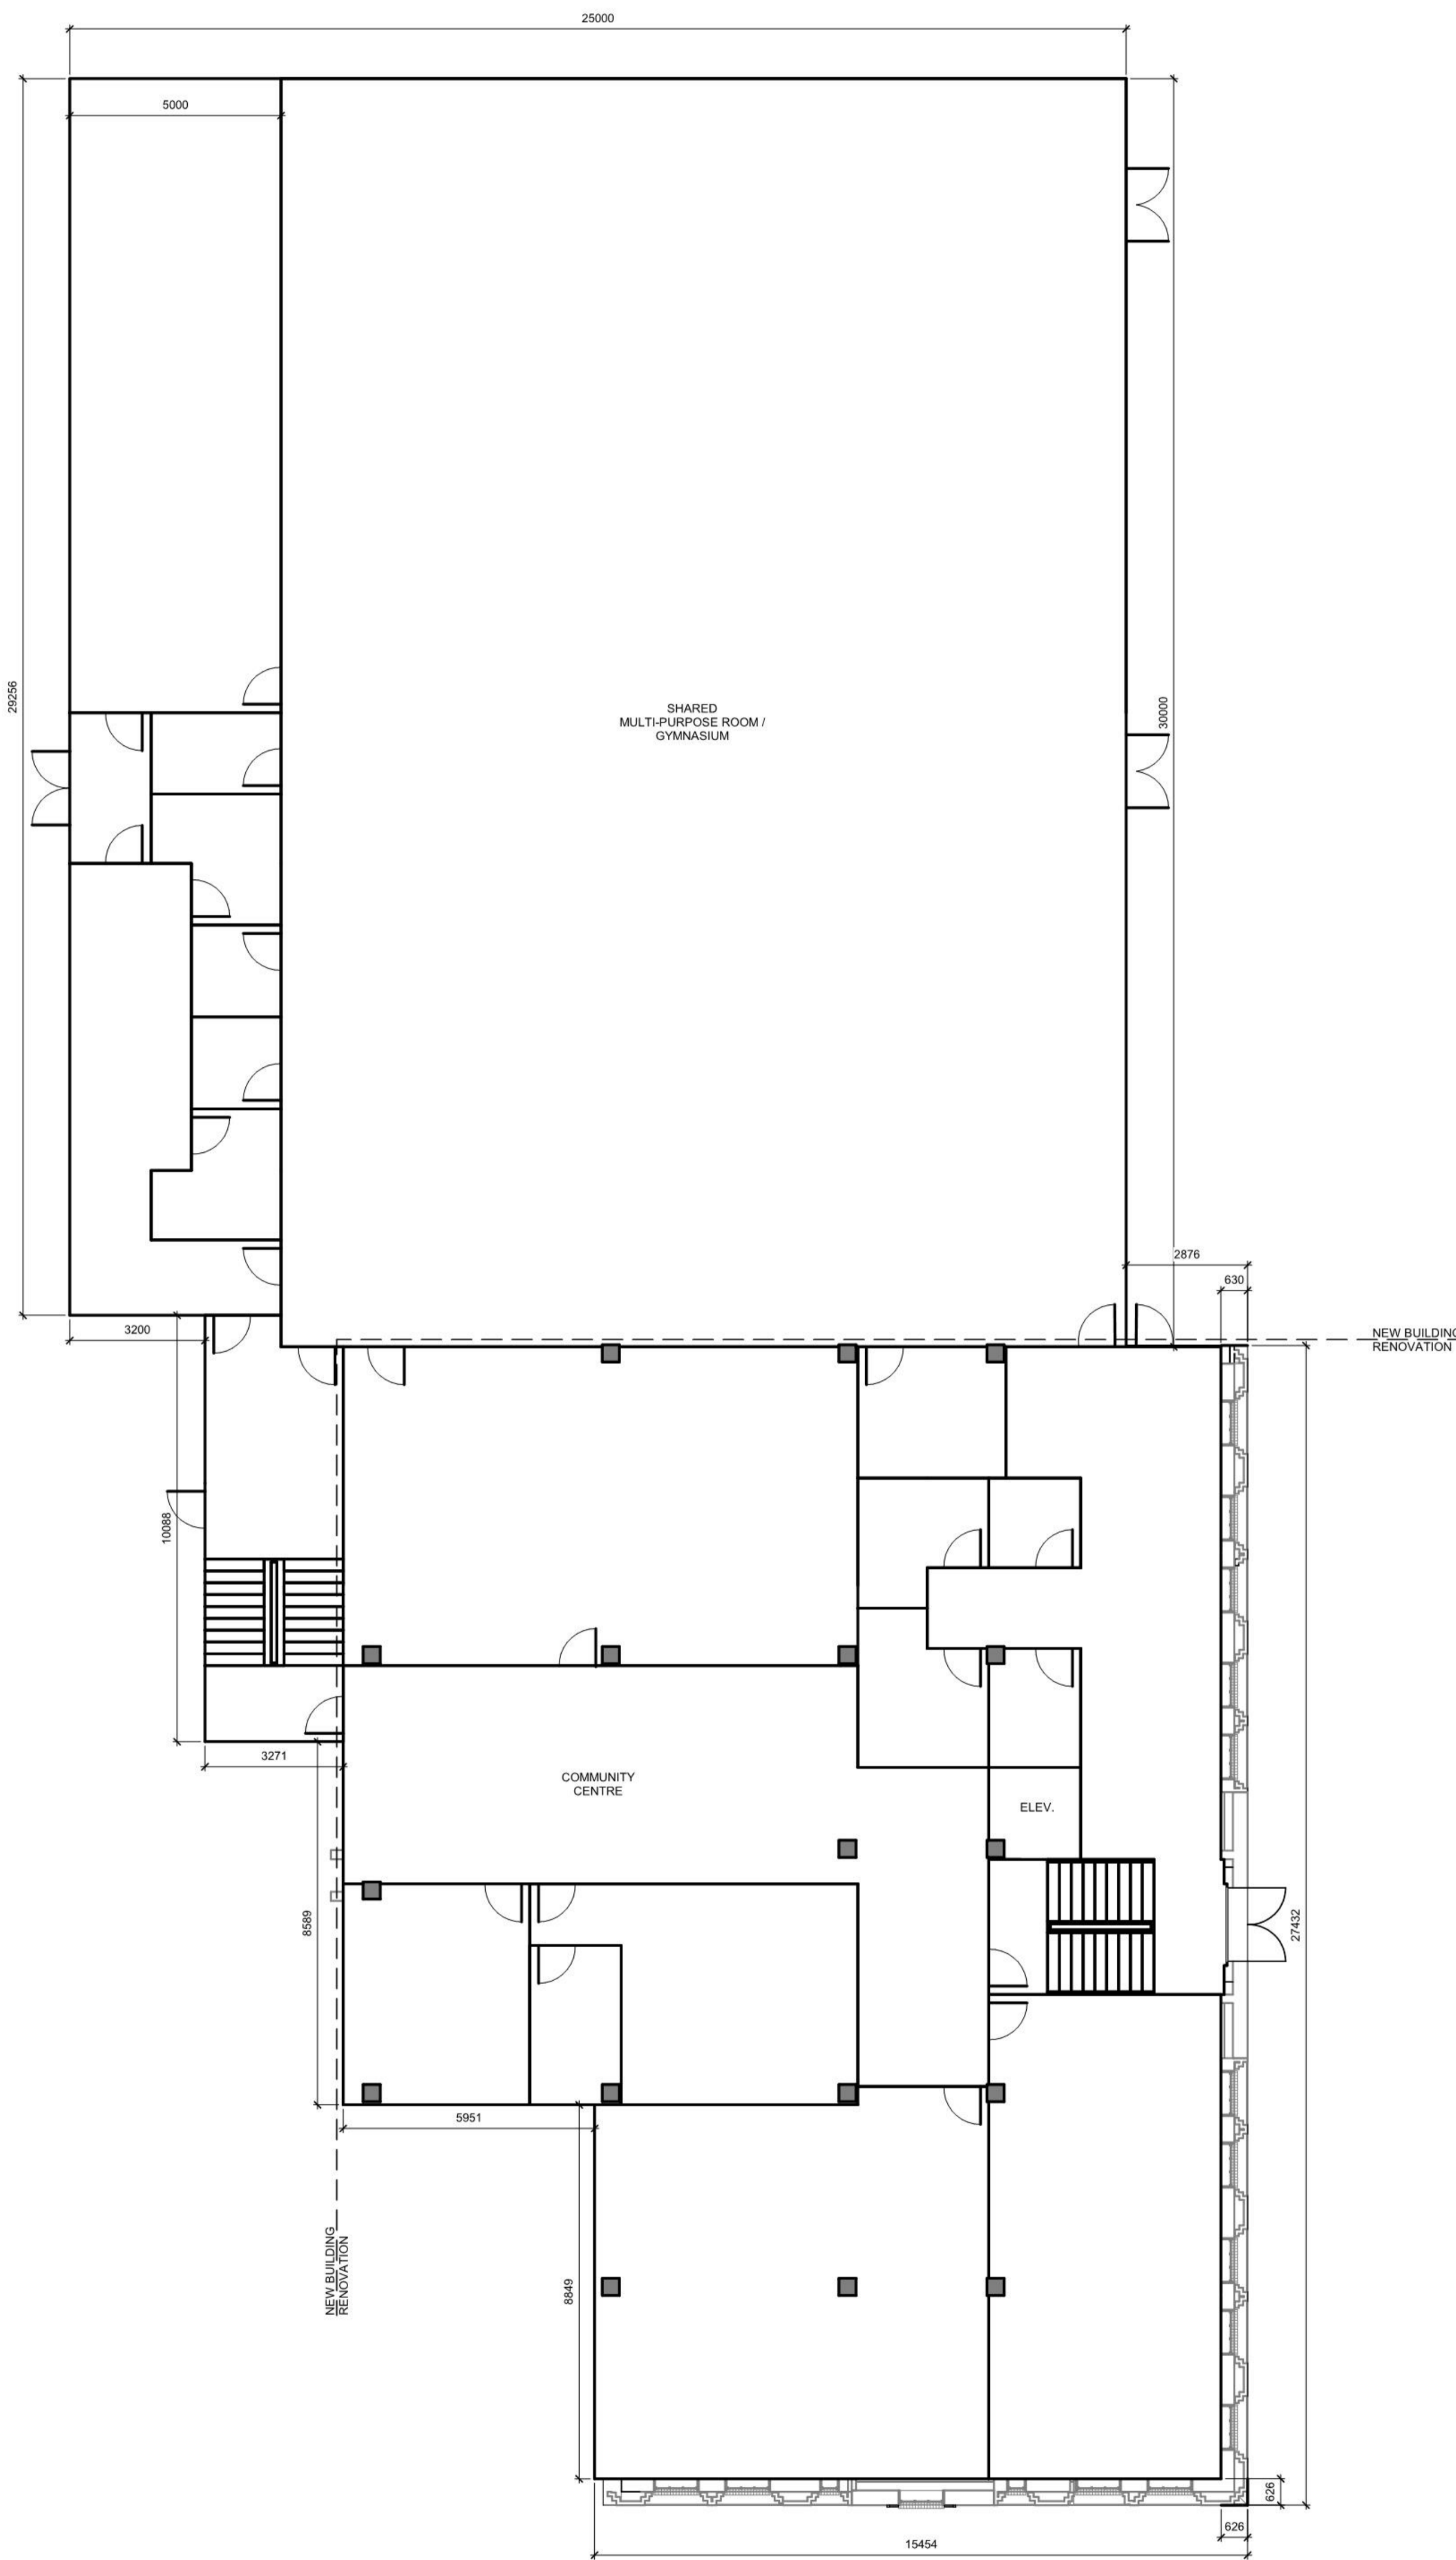 25000
5000
29256
SHARED
MULTI-PURPOSE ROOM /
GYMNASIUM
30000
2876
630
3200
NEW BUILDING
RENOVATION
10088
3271
COMMUNITY
CENTRE
ELEV.
8589
27432
5951
NEW BUILDING
RENOVATION
8849
626
626
15454